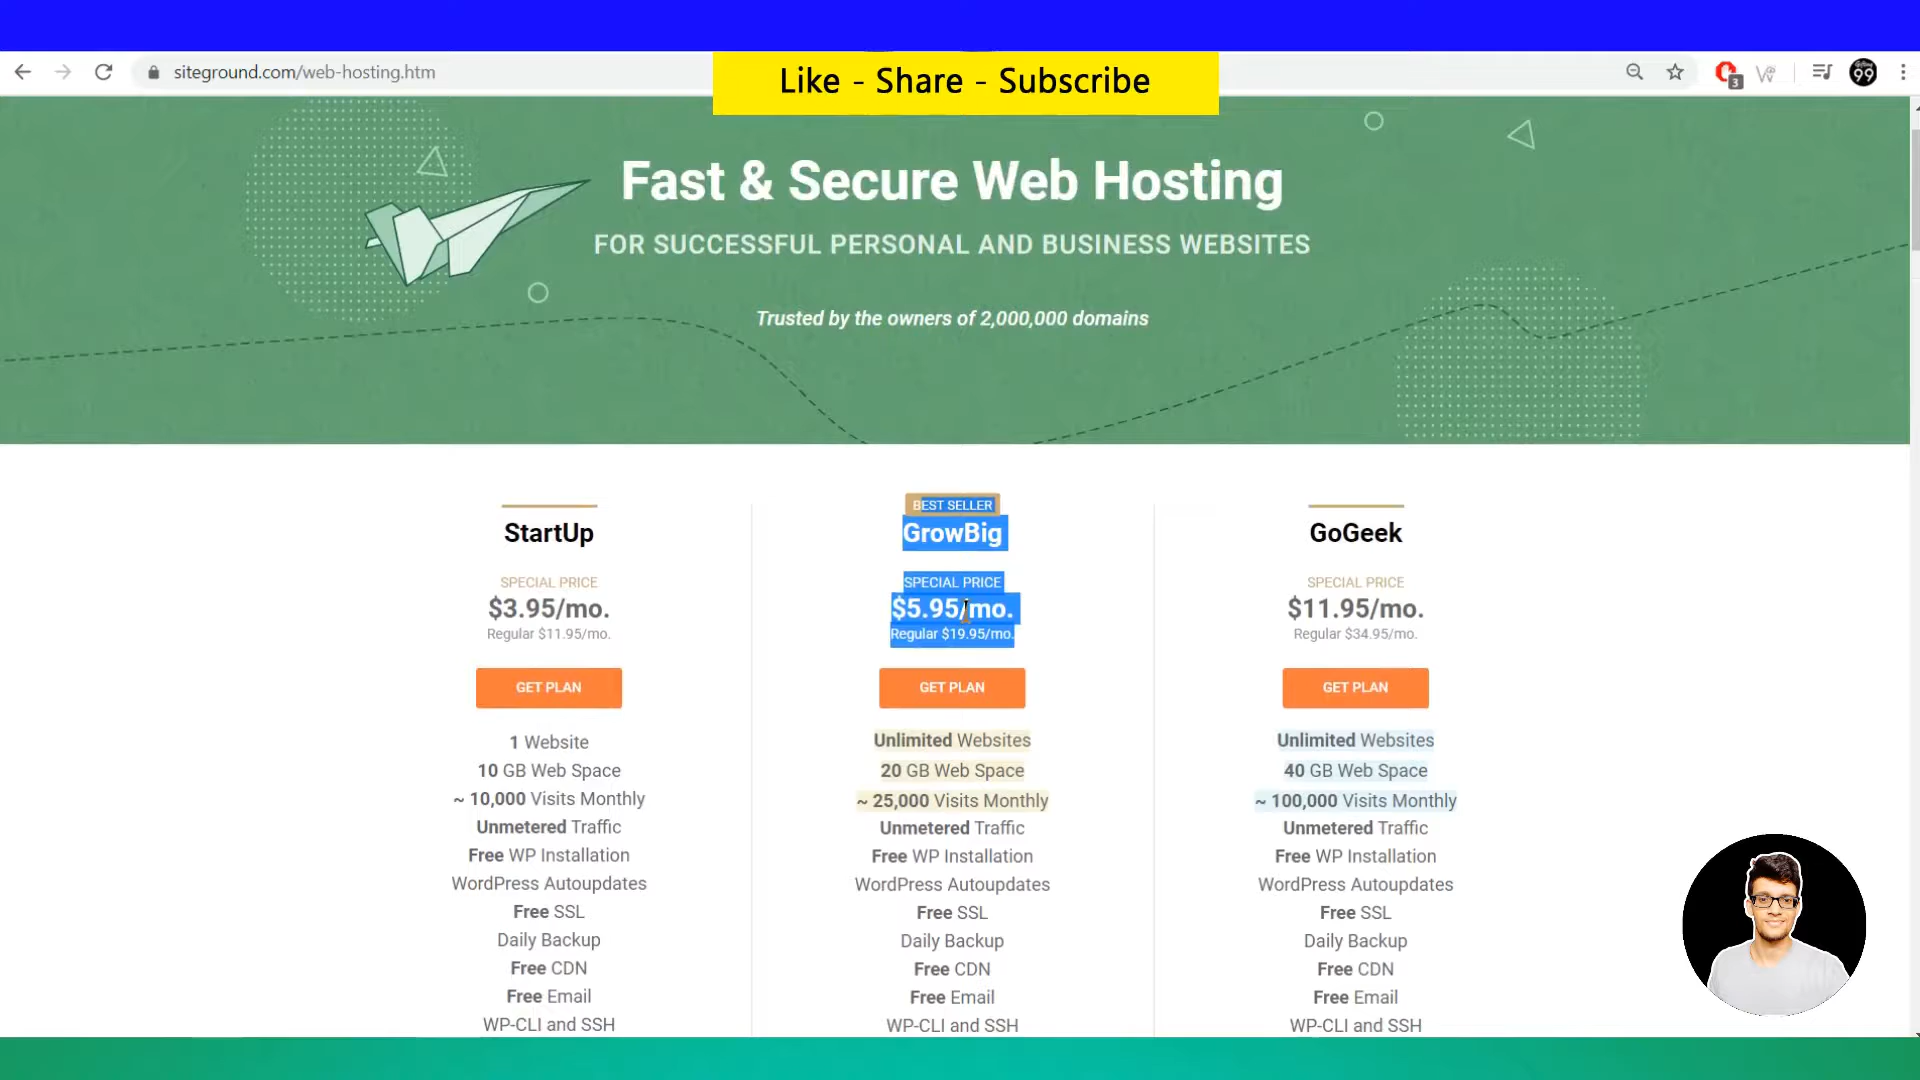 siteground.com/web-hosting.htm
Like - Share - Subscribe
3
99
Fast & Secure Web Hosting
FOR SUCCESSFUL PERSONAL AND BUSINESS WEBSITES
Trusted by the owners of 2,000,000 domains
StartUp
SPECIAL PRICE
$3.95/mo.
Regular $11.95/mo.
GET PLAN
1 Website
10 GB Web Space
~ 10,000 Visits Monthly
Unmetered Traffic
Free WP Installation
WordPress Autoupdates
Free SSL
Daily Backup
Free CDN
Free Email
WP-CLI and SSH
BEST SELLER
GrowBig
SPECIAL PRICE
$5.95/mo.
Regular $19.95/mo.
GET PLAN
Unlimited Websites
20 GB Web Space
~ 25,000 Visits Monthly
Unmetered Traffic
Free WP Installation
WordPress Autoupdates
Free SSL
Daily Backup
Free CDN
Free Email
WP-CLI and SSH
GoGeek
SPECIAL PRICE
$11.95/mo.
Regular $34.95/mo.
GET PLAN
Unlimited Websites
40 GB Web Space
~ 100,000 Visits Monthly
Unmetered Traffic
Free WP Installation
WordPress Autoupdates
Free SSL
Daily Backup
Free CDN
Free Email
WP-CLI and SSH